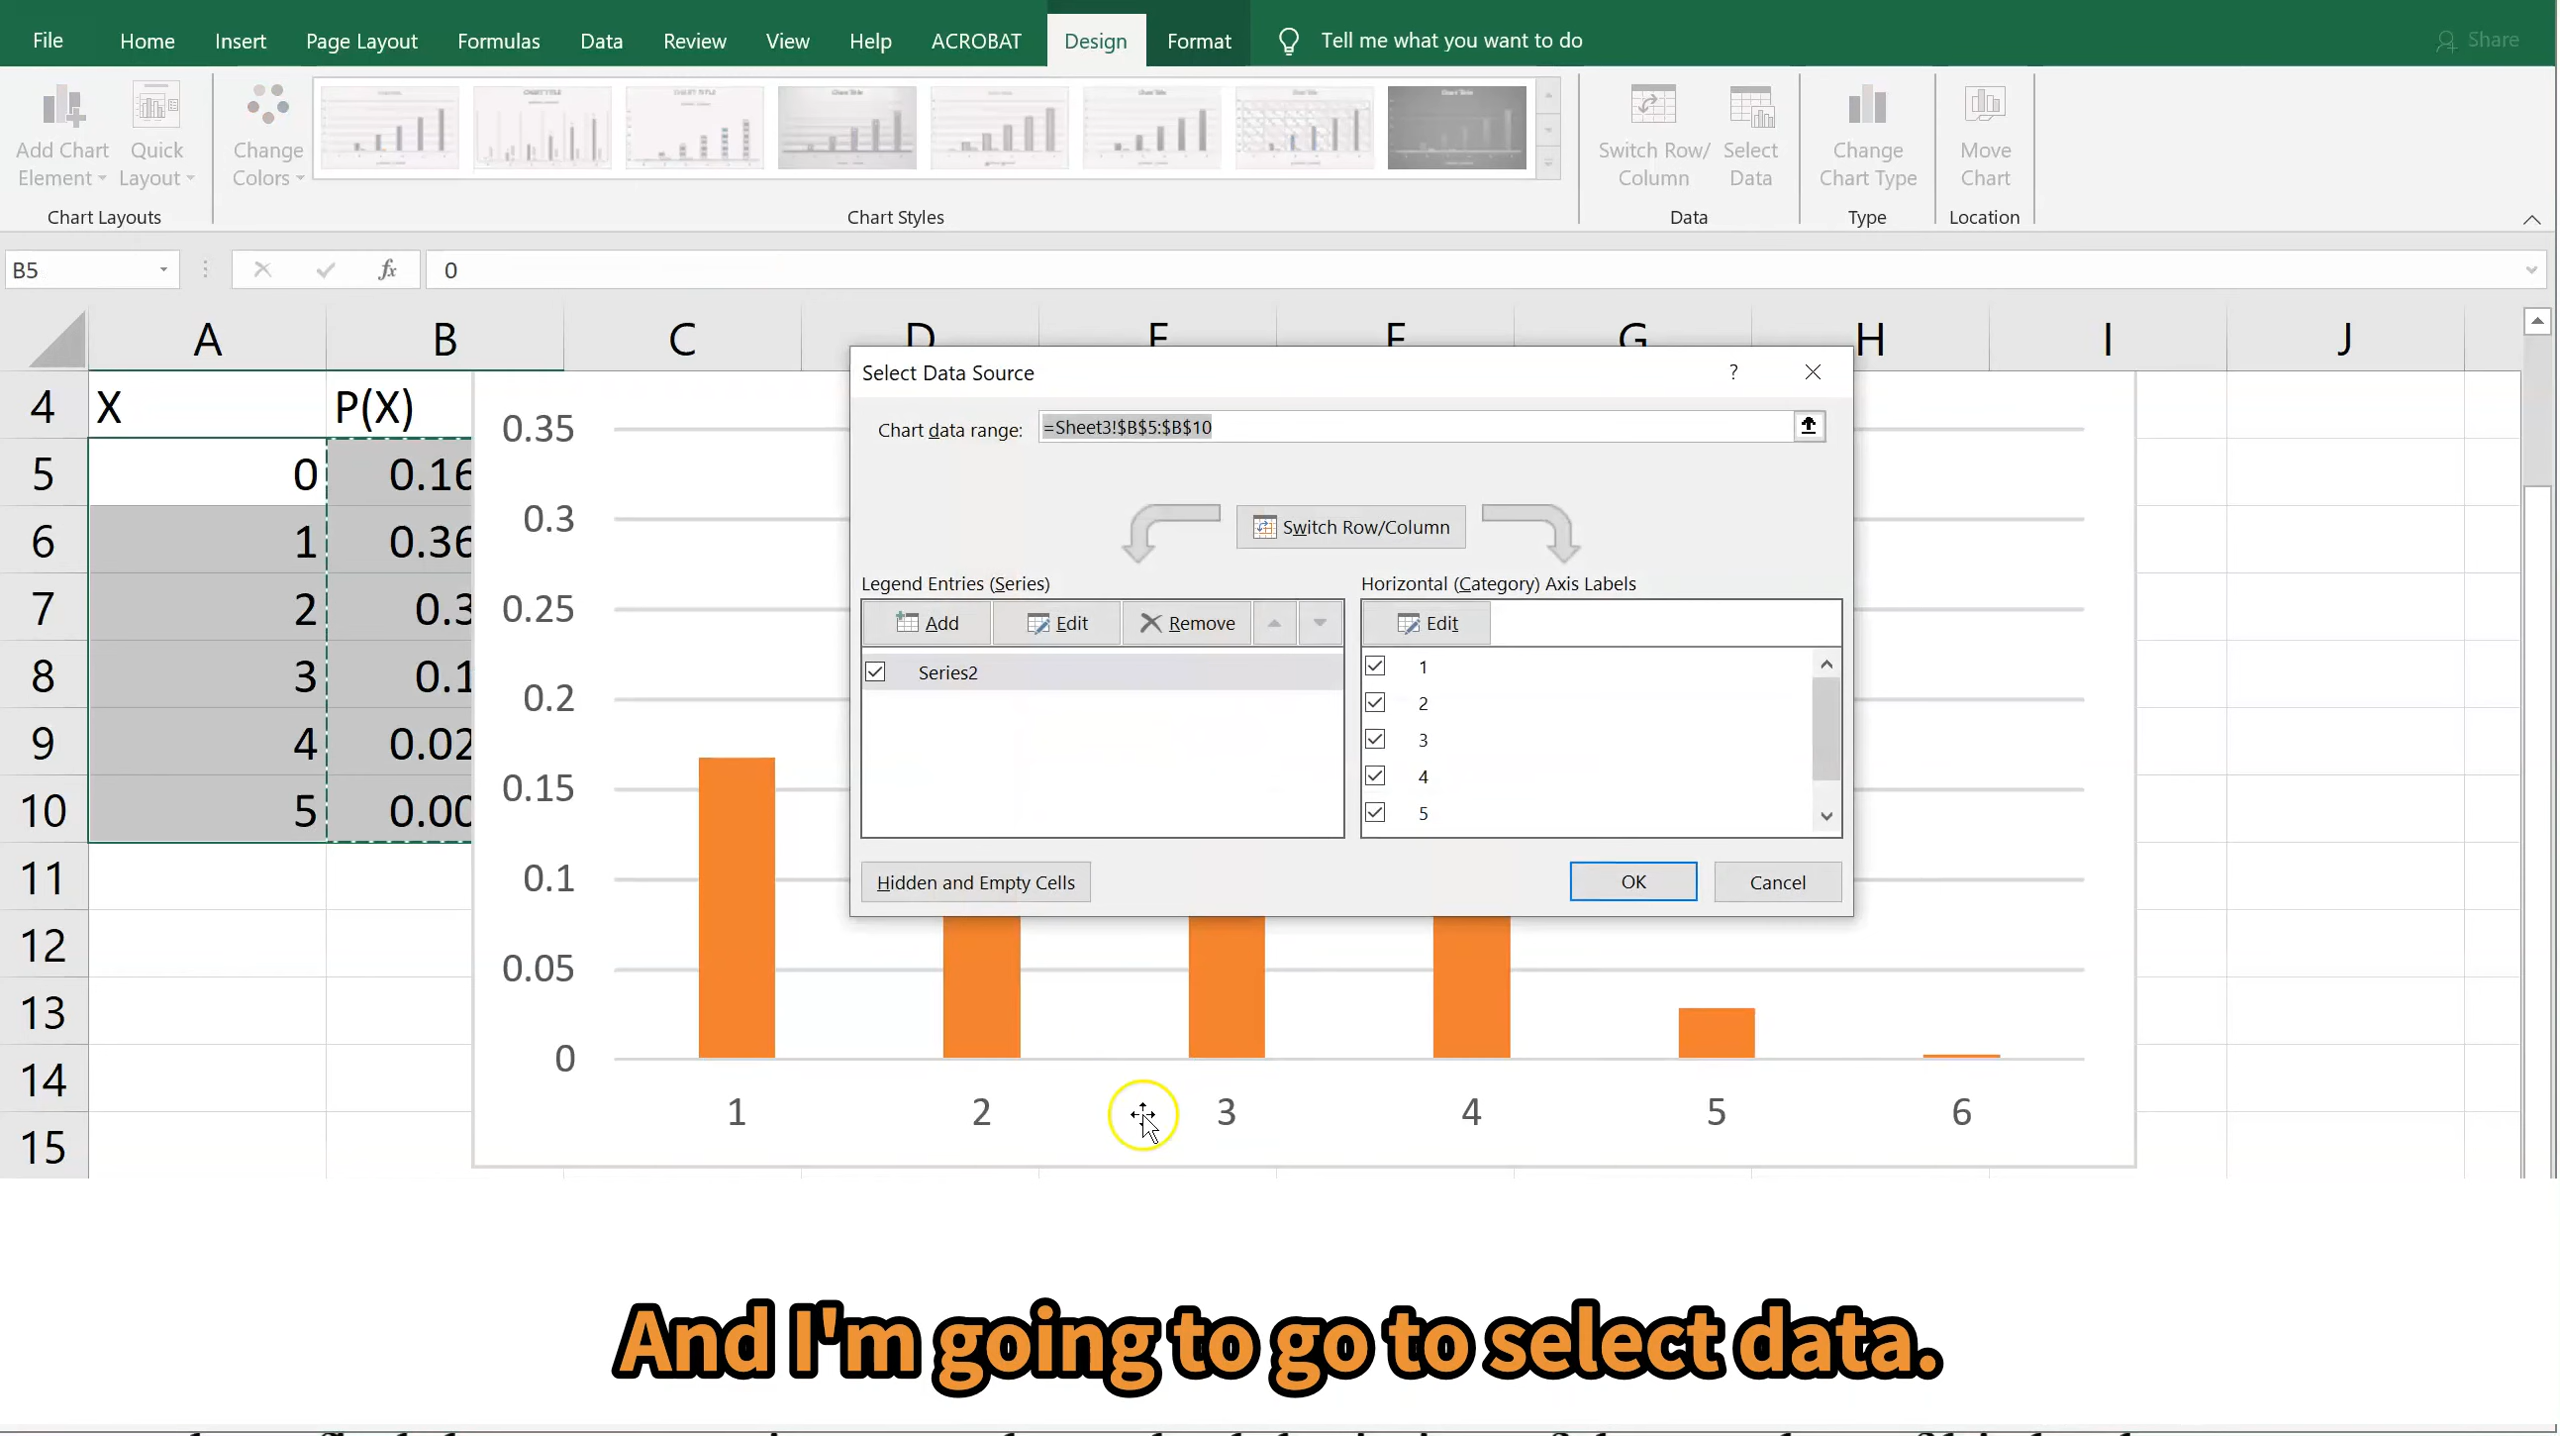 File Home Insert Page Layout Formulas Data Review View Help ACROBAT Design Format Tell me what you want to do Share
Add Chart Element
Quick Layout
Change Colors
Switch Row/Column
Select Data
Change Chart Type
Move Chart
Chart Layouts Chart Styles Data Type Location
B5 fx 0
A B C D E F G H I J
4 X P(X)
5 0 0.16
6 1 0.36
7 2 0.3
8 3 0.1
9 4 0.02
10 5 0.00
11
12
13
14
15
0.35
0.3
0.25
0.2
0.15
0.1
0.05
0
1 2 3 4 5 6
Select Data Source ?
Chart data range: =Sheet3!$B$5:$B$10
Switch Row/Column
Legend Entries (Series) Horizontal (Category) Axis Labels
Add Edit Remove Edit
Series2
1
2
3
4
5
Hidden and Empty Cells OK Cancel
And I'm going to go to select data.